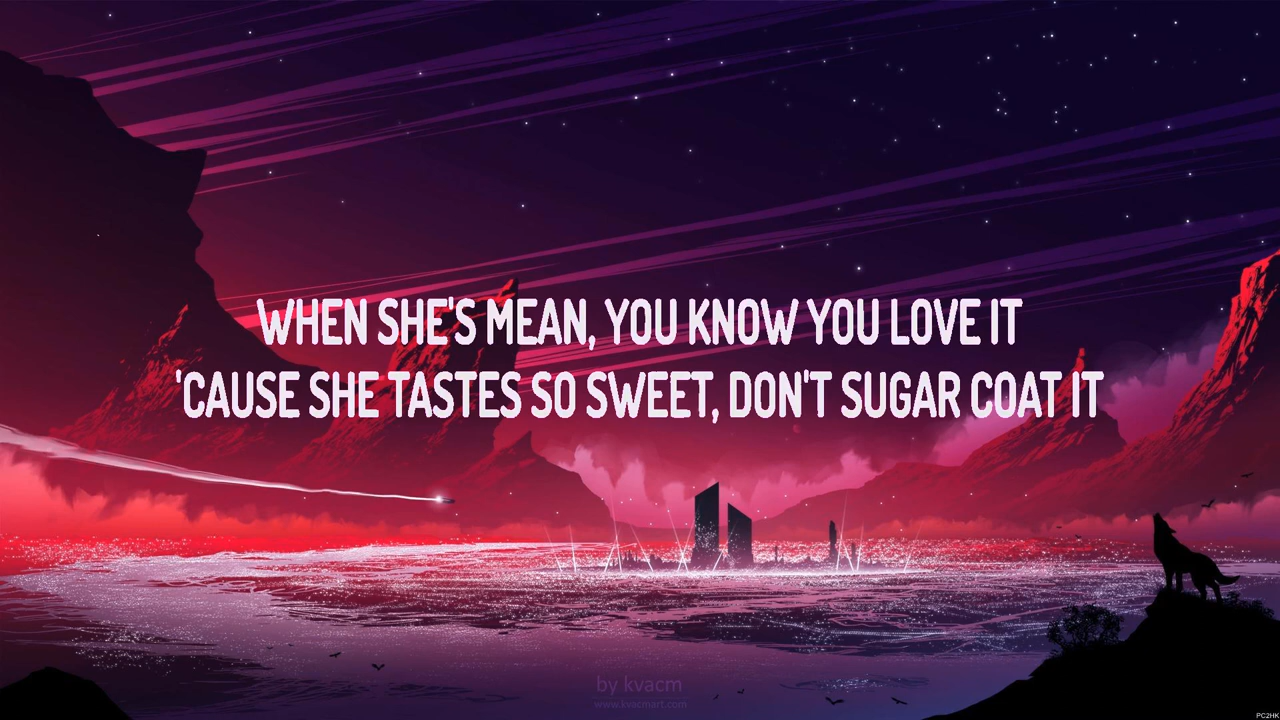 WHEN SHE'S MEAN, YOU KNOW YOU LOVE IT
'CAUSE SHE TASTES SO SWEET, DON'T SUGAR COAT IT
by kvacm
www.kvacmart.com
PC2HK